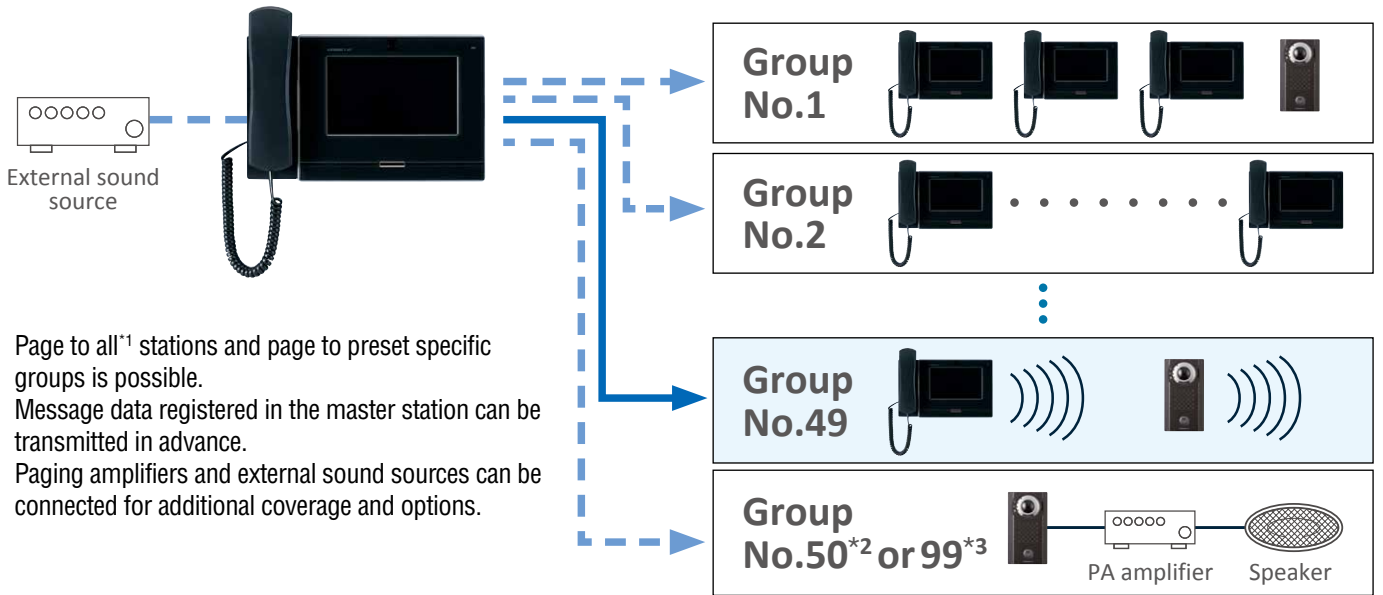 External sound
source
Page to all*1 stations and page to preset specific
groups is possible.
Message data registered in the master station can be
transmitted in advance.
Paging amplifiers and external sound sources can be
connected for additional coverage and options.
Group
No.1
Group
No.2
Group
No.49
Group
No.50*2 or 99*3
PA amplifier
Speaker